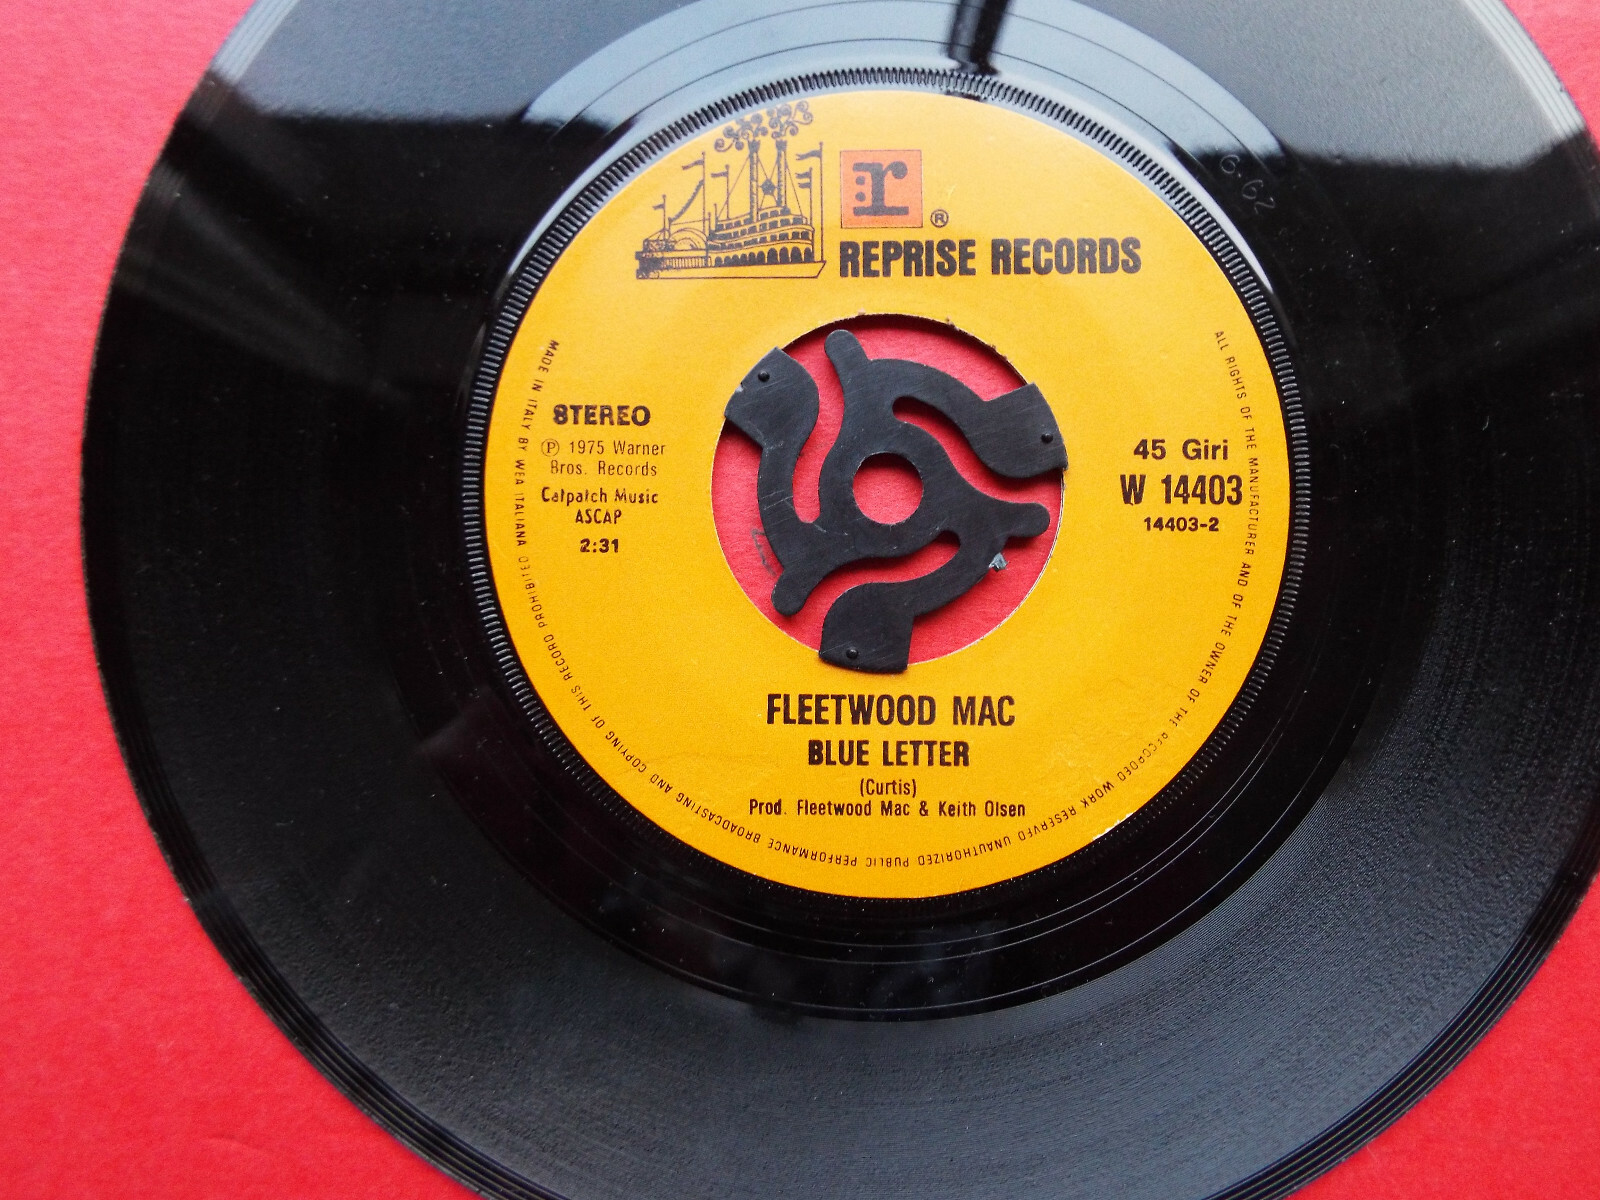 6·62
r
®
REPRISE RECORDS
STEREO
Ⓟ 1975 Warner
Bros. Records
Calpatch Music
ASCAP
2:31
45 Giri
W 14403
14403-2
FLEETWOOD MAC
BLUE LETTER
(Curtis)
Prod. Fleetwood Mac & Keith Olsen
MADE IN ITALY BY WEA ITALIANA
ALL RIGHTS OF THE MANUFACTURER AND OF THE OWNER OF THE RECORDED WORK RESERVED UNAUTHORIZED PUBLIC PERFORMANCE BROADCASTING AND COPYING OF THIS RECORD PROHIBITED